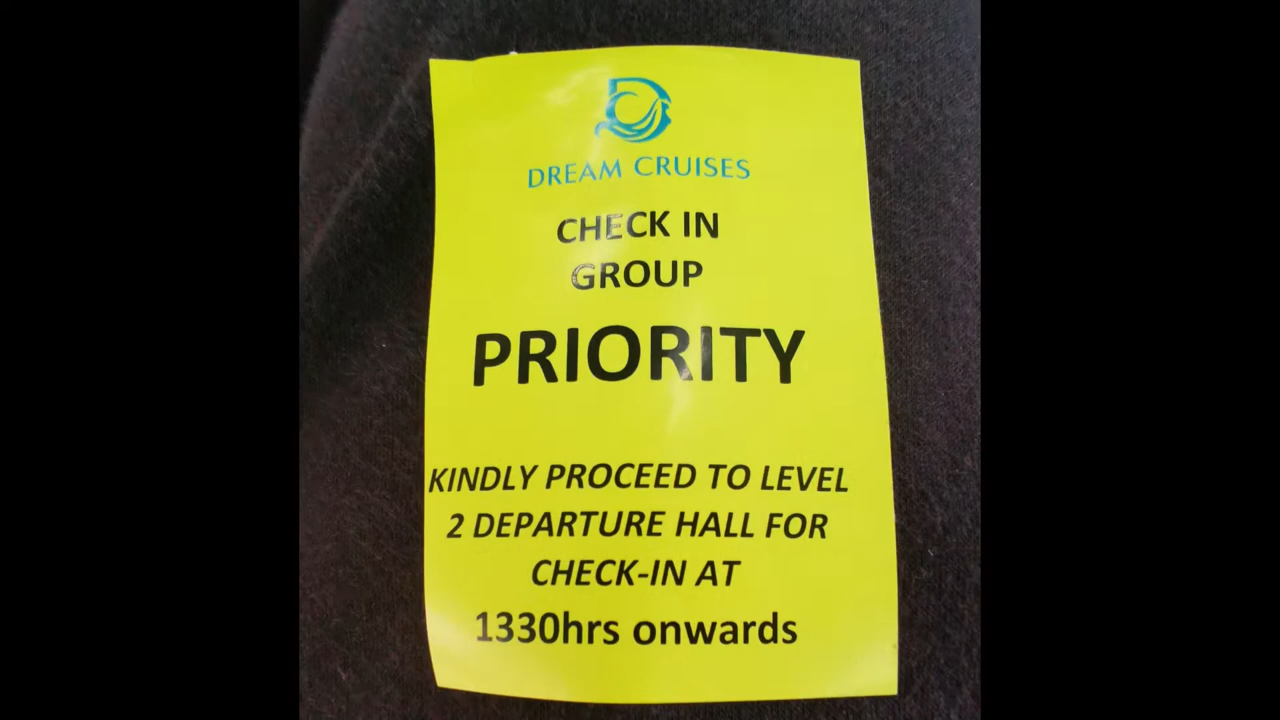 DREAM CRUISES
CHECK IN
GROUP
PRIORITY
KINDLY PROCEED TO LEVEL
2 DEPARTURE HALL FOR
CHECK-IN AT
1330hrs onwards